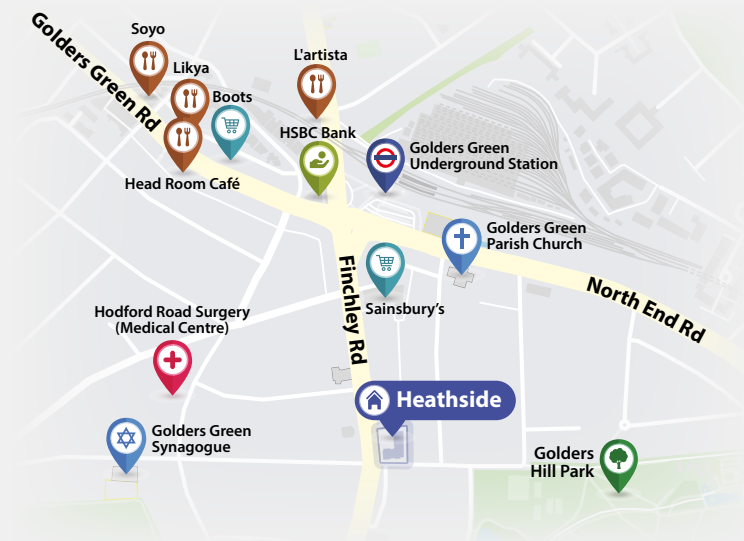 Soyo
Golders Green Rd
Likya
L'artista
Boots
HSBC Bank
Golders Green
Underground Station
Head Room Café
Golders Green
Parish Church
Finchley Rd
North End Rd
Sainsbury's
Hodford Road Surgery
(Medical Centre)
Heathside
Golders Green
Synagogue
Golders
Hill Park